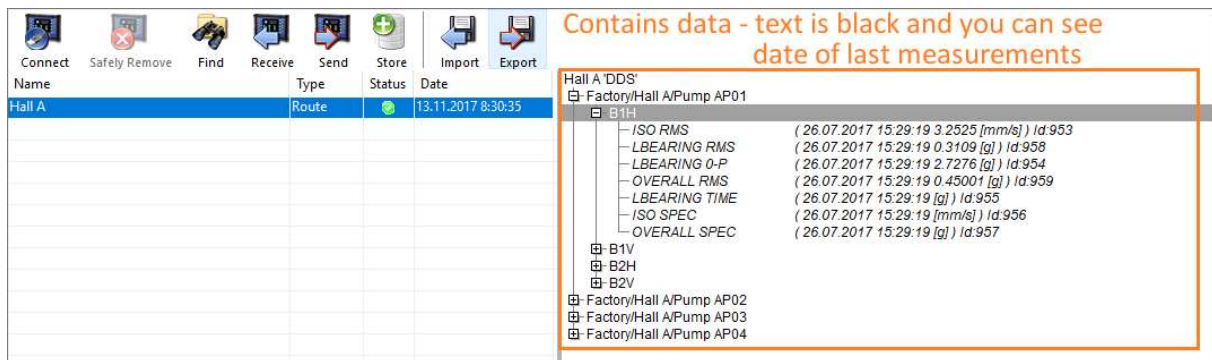 Contains data - text is black and you can see
date of last measurements
Connect Safely Remove Find Receive Send Store Import Export
Name Type Status Date
Hall A Route 13.11.2017 8:30:35
Hall A 'DDS'
Factory/Hall A/Pump AP01
B1H
ISO RMS ( 26.07.2017 15:29:19 3.2525 [mm/s] ) Id:953
LBEARING RMS ( 26.07.2017 15:29:19 0.3109 [g] ) Id:958
LBEARING 0-P ( 26.07.2017 15:29:19 2.7276 [g] ) Id:954
OVERALL RMS ( 26.07.2017 15:29:19 0.45001 [g] ) Id:959
LBEARING TIME ( 26.07.2017 15:29:19 [g] ) Id:955
ISO SPEC ( 26.07.2017 15:29:19 [mm/s] ) Id:956
OVERALL SPEC ( 26.07.2017 15:29:19 [g] ) Id:957
B1V
B2H
B2V
Factory/Hall A/Pump AP02
Factory/Hall A/Pump AP03
Factory/Hall A/Pump AP04